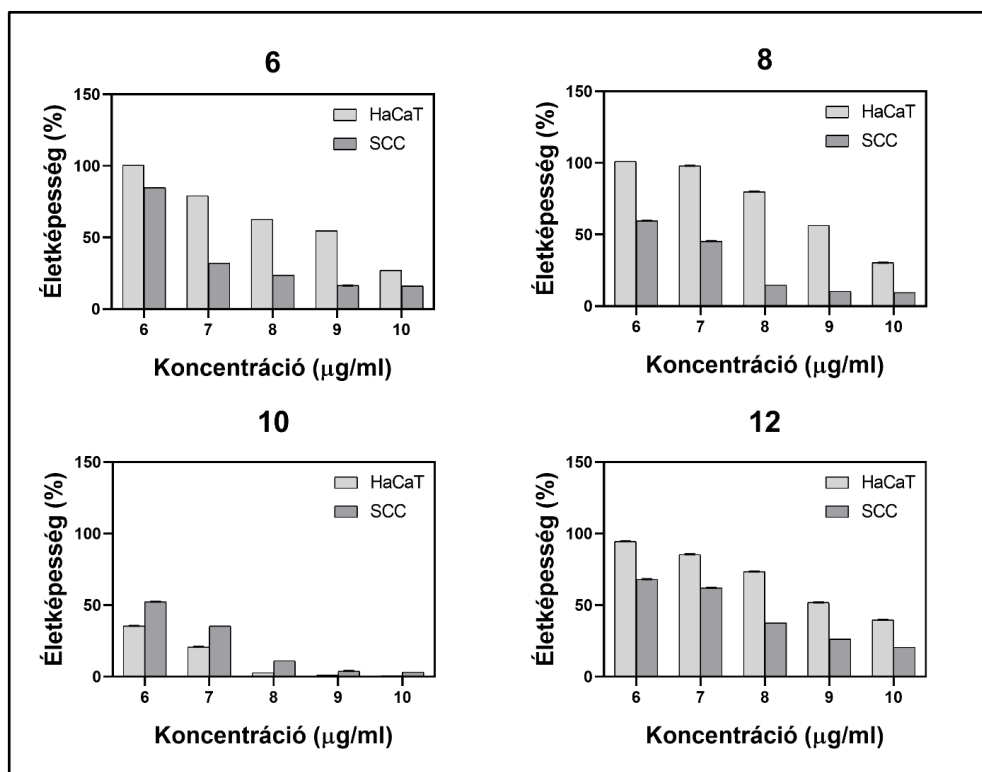 6
150
100
50
0
Életképesség (%)
HaCaT
SCC
6 7 8 9 10
Koncentráció (μg/ml)
8
150
100
50
0
Életképesség (%)
HaCaT
SCC
6 7 8 9 10
Koncentráció (μg/ml)
10
150
100
50
0
Életképesség (%)
HaCaT
SCC
6 7 8 9 10
Koncentráció (μg/ml)
12
150
100
50
0
Életképesség (%)
HaCaT
SCC
6 7 8 9 10
Koncentráció (μg/ml)